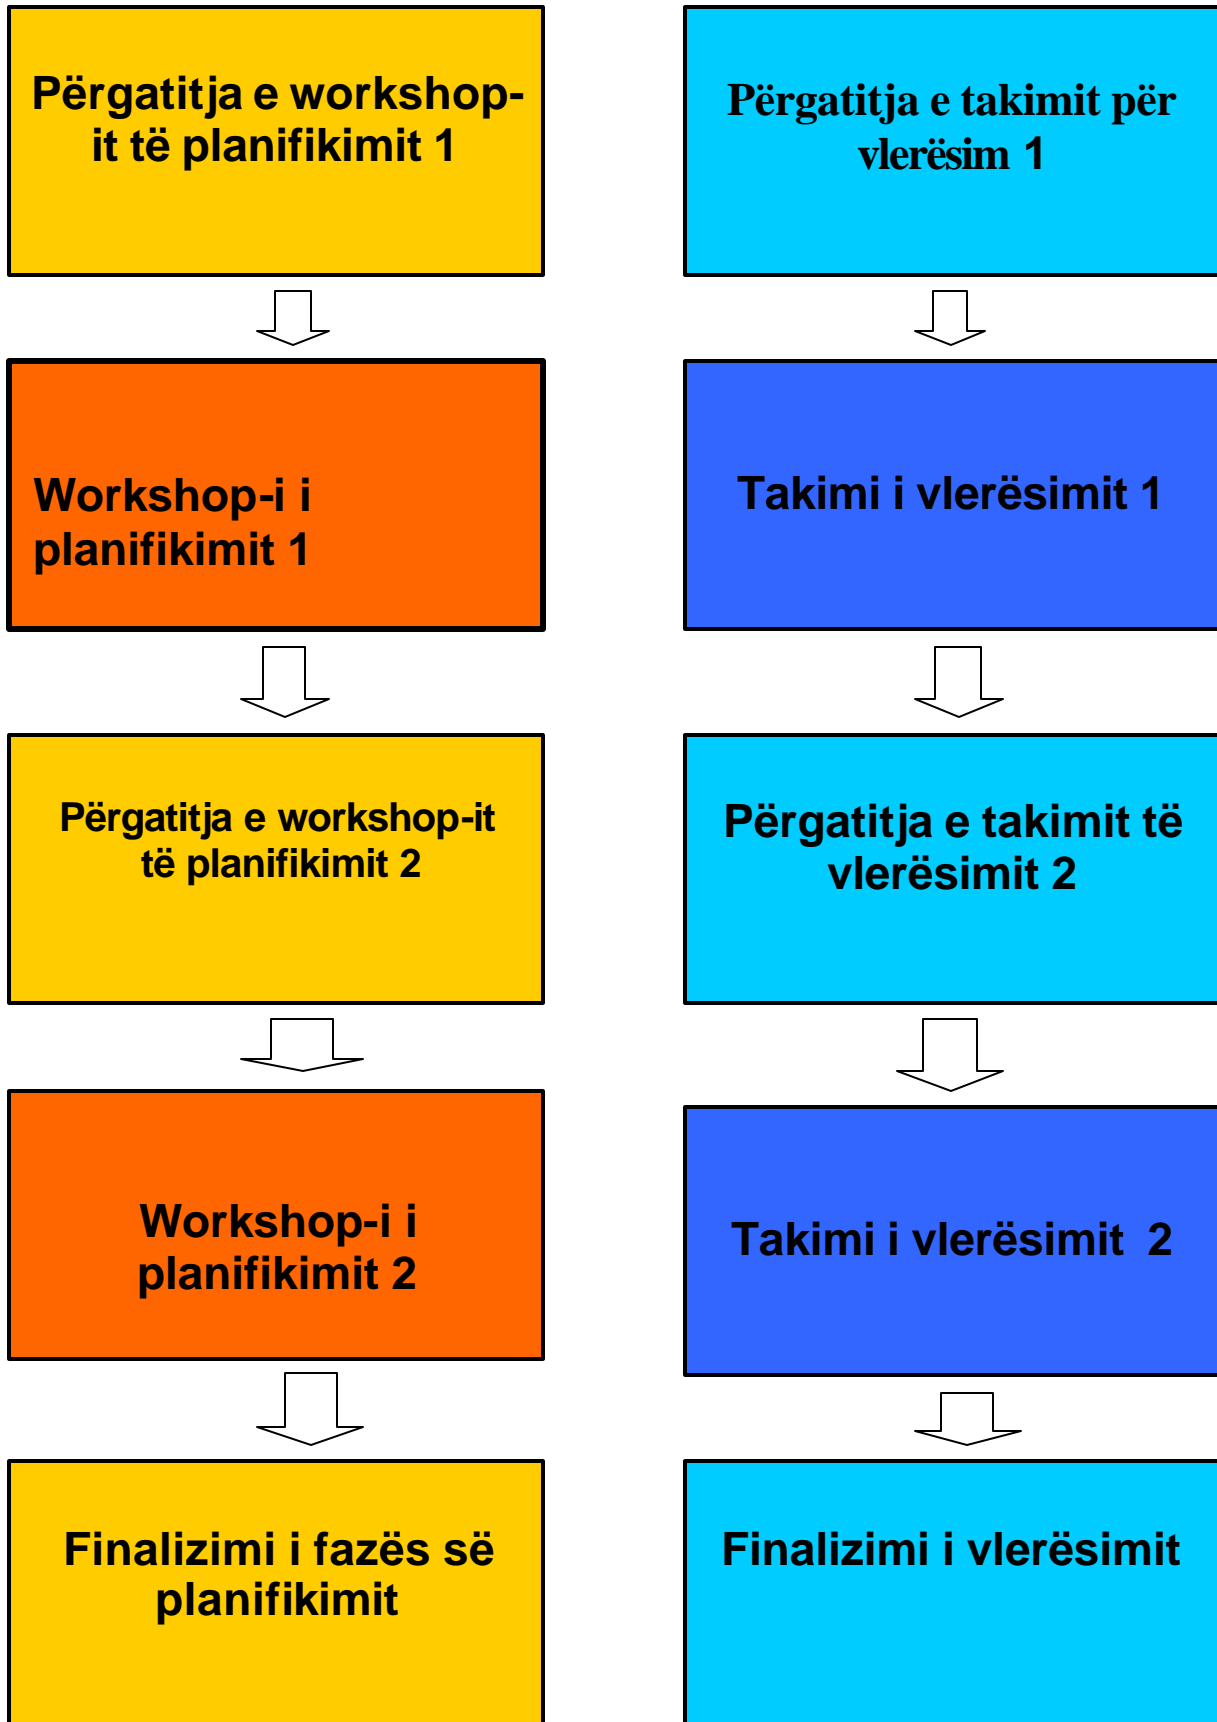 Përgatitja e workshop-
it të planifikimit 1
Workshop-i i
planifikimit 1
Përgatitja e workshop-it
të planifikimit 2
Workshop-i i
planifikimit 2
Finalizimi i fazës së
planifikimit
Përgatitja e takimit për
vlerësim 1
Takimi i vlerësimit 1
Përgatitja e takimit të
vlerësimit 2
Takimi i vlerësimit 2
Finalizimi i vlerësimit